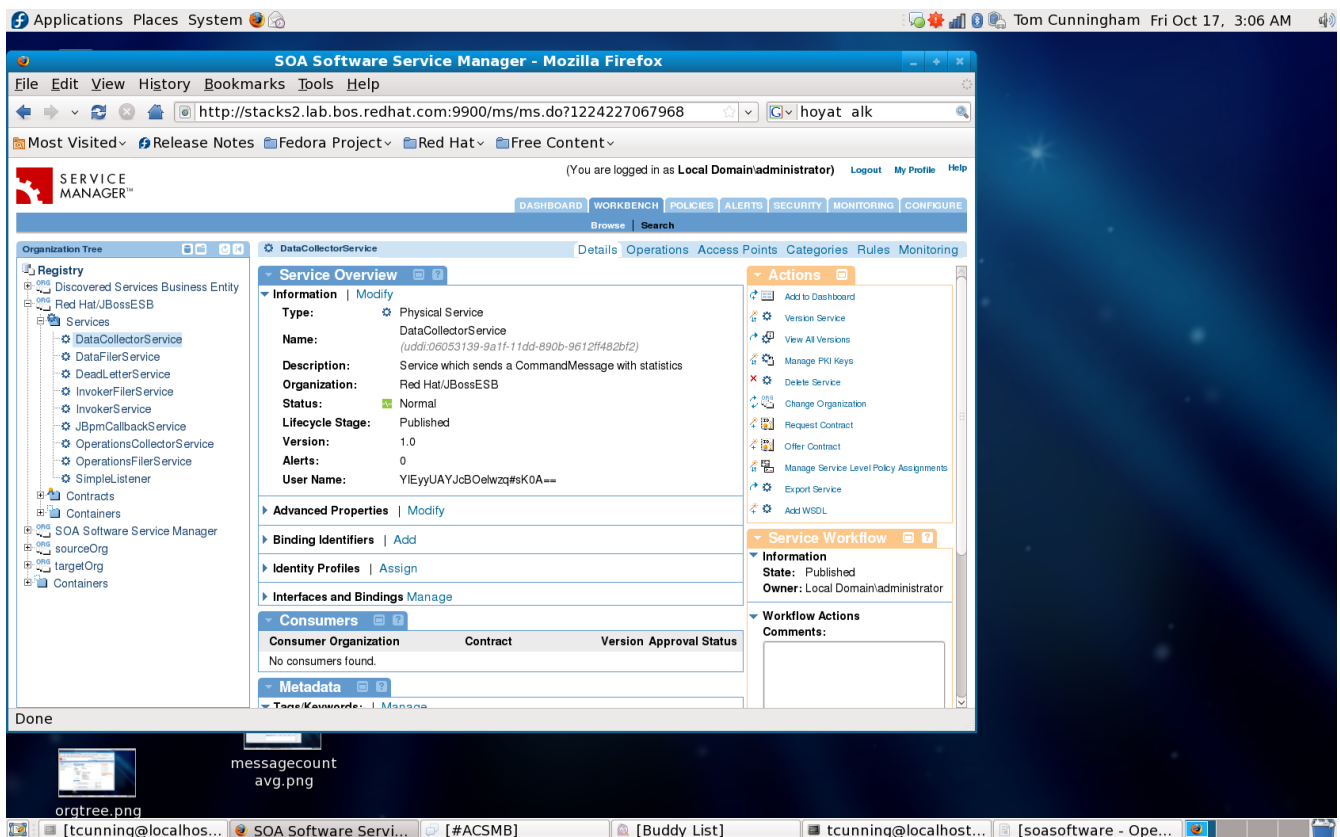 Applications Places System
Tom Cunningham Fri Oct 17, 3:06 AM
SOA Software Service Manager - Mozilla Firefox
File Edit View History Bookmarks Tools Help
http://stacks2.lab.bos.redhat.com:9900/ms/ms.do?1224227067968
hoyat alk
Most Visited Release Notes Fedora Project Red Hat Free Content
SERVICE
MANAGER™
(You are logged in as Local Domain\administrator) Logout My Profile Help
DASHBOARD WORKBENCH POLICIES ALERTS SECURITY MONITORING CONFIGURE
Browse | Search
Organization Tree
Registry
ORG Discovered Services Business Entity
ORG Red Hat/JBossESB
Services
DataCollectorService
DataFilerService
DeadLetterService
InvokerFilerService
InvokerService
JBpmCallbackService
OperationsCollectorService
OperationsFilerService
SimpleListener
Contracts
Containers
ORG SOA Software Service Manager
ORG sourceOrg
ORG targetOrg
Containers
DataCollectorService
Details Operations Access Points Categories Rules Monitoring
Service Overview
Information | Modify
Type: Physical Service
Name: DataCollectorService
(uddi:06053139-9a1f-11dd-890b-9612ff482bf2)
Description: Service which sends a CommandMessage with statistics
Organization: Red Hat/JBossESB
Status: Normal
Lifecycle Stage: Published
Version: 1.0
Alerts: 0
User Name: YIEyyUAYJcBOelwzq#sK0A==
Advanced Properties | Modify
Binding Identifiers | Add
Identity Profiles | Assign
Interfaces and Bindings Manage
Consumers
Consumer Organization Contract Version Approval Status
No consumers found.
Metadata
Tags/Keywords: | Manage
Actions
Add to Dashboard
Version Service
View All Versions
Manage PKI Keys
Delete Service
Change Organization
Request Contract
Offer Contract
Manage Service Level Policy Assignments
Export Service
Add WSDL
Service Workflow
Information
State: Published
Owner: Local Domain\administrator
Workflow Actions
Comments:
Done
messagecount
avg.png
orgtree.png
[tcunning@localhos... SOA Software Servi... [#ACSMB] [Buddy List] tcunning@localhost... [soasoftware - Ope...